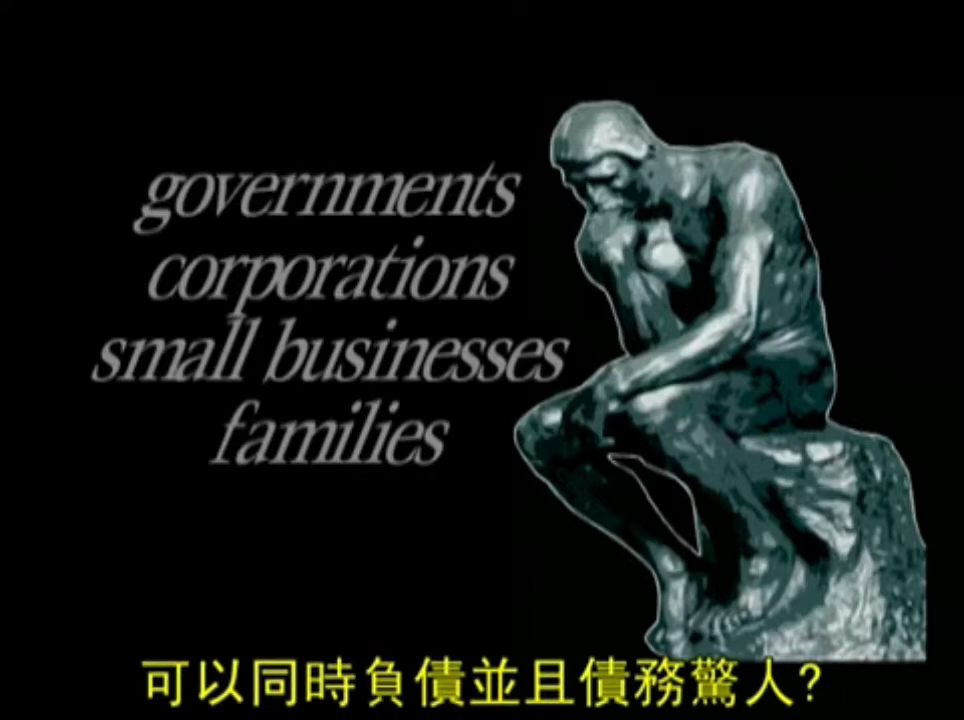 governments
corporations
small businesses
families
可以同時負債並且債務驚人?